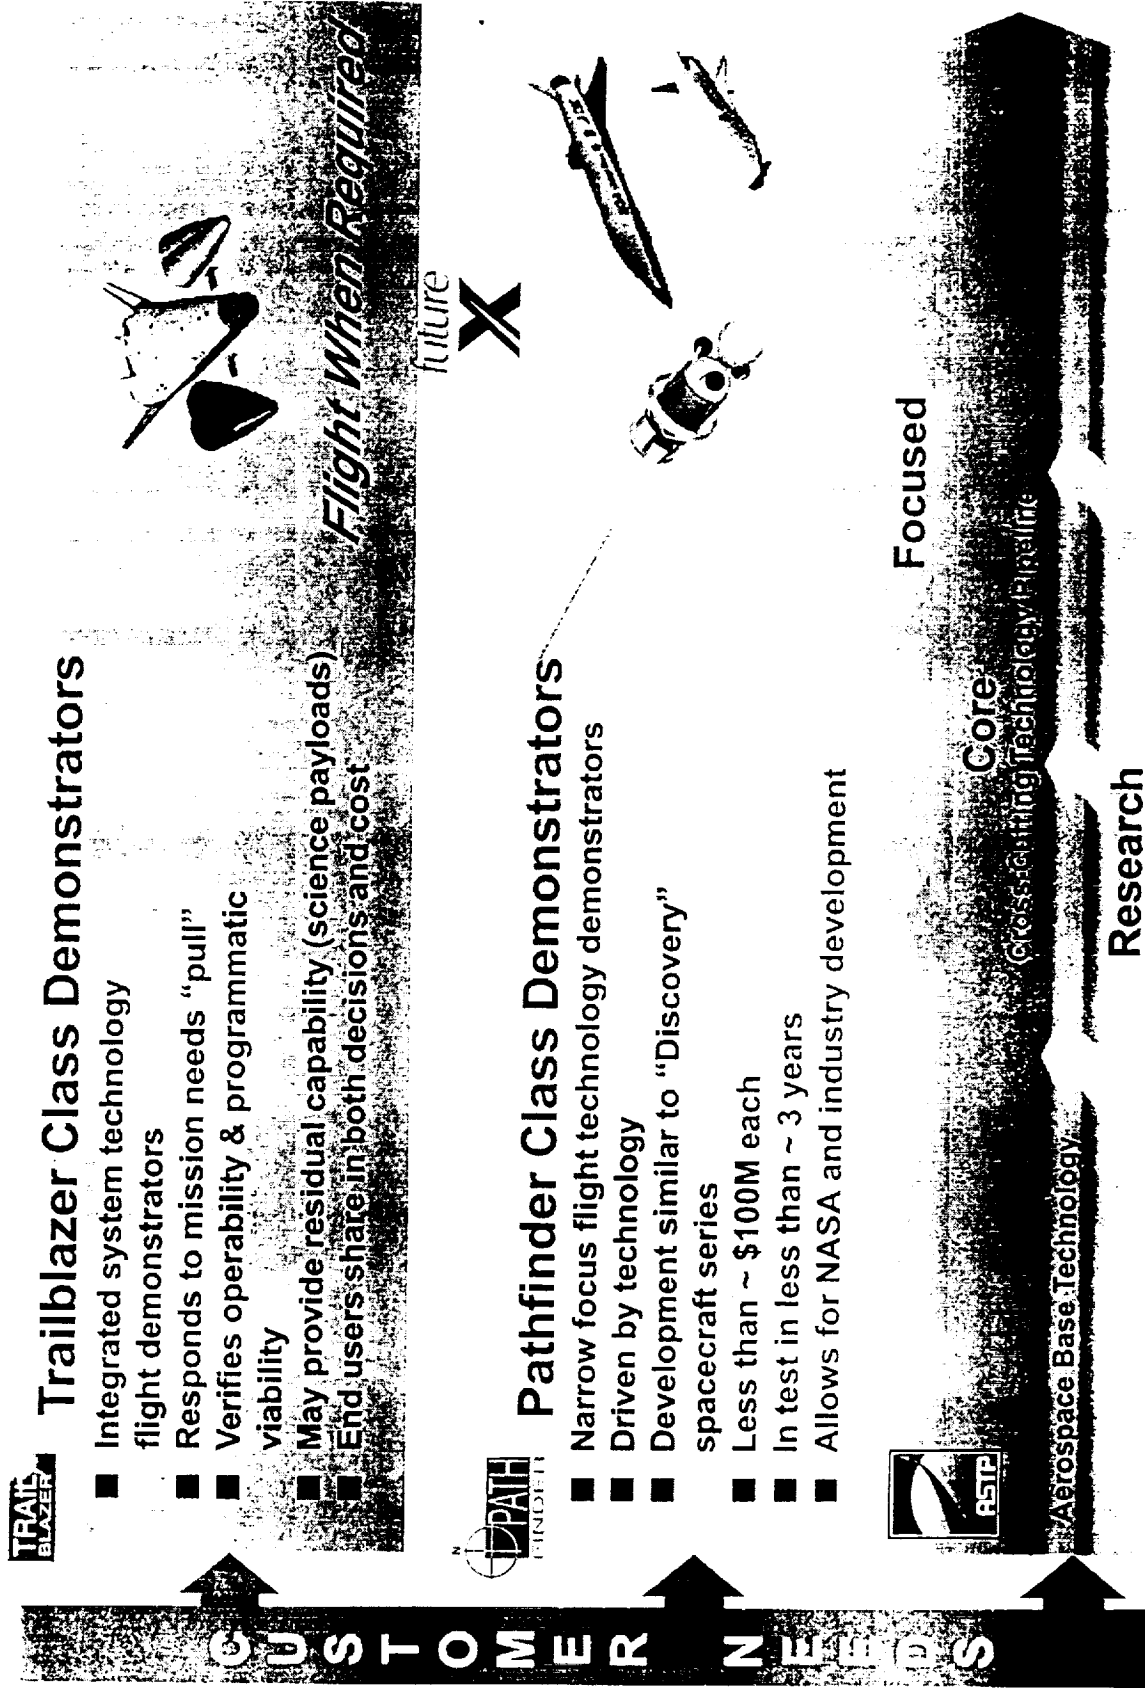 CUSTOMER NEEDS
TRAIL
BLAZER
Trailblazer Class Demonstrators
■ Integrated system technology
flight demonstrators
■ Responds to mission needs “pull”
■ Verifies operability & programmatic
viability
■ May provide residual capability (science payloads)
■ End users share in both decisions and cost
Flight When Required
future
X
N
PATH
FINDER
Pathfinder Class Demonstrators
■ Narrow focus flight technology demonstrators
■ Driven by technology
■ Development similar to “Discovery”
spacecraft series
■ Less than ~ $100M each
■ In test in less than ~ 3 years
■ Allows for NASA and industry development
ASTP
Focused
Core
Cross-cutting Technology Pipeline
Aerospace Base Technology
Research